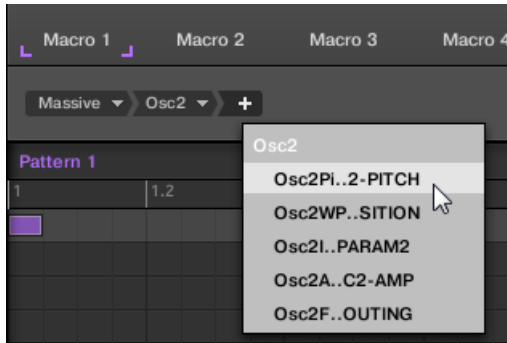 Macro 1 Macro 2 Macro 3 Macro 4
Massive Osc2 +
Osc2
Pattern 1
Osc2Pi..2-PITCH
1 1.2
Osc2WP..SITION
Osc2I..PARAM2
Osc2A..C2-AMP
Osc2F..OUTING